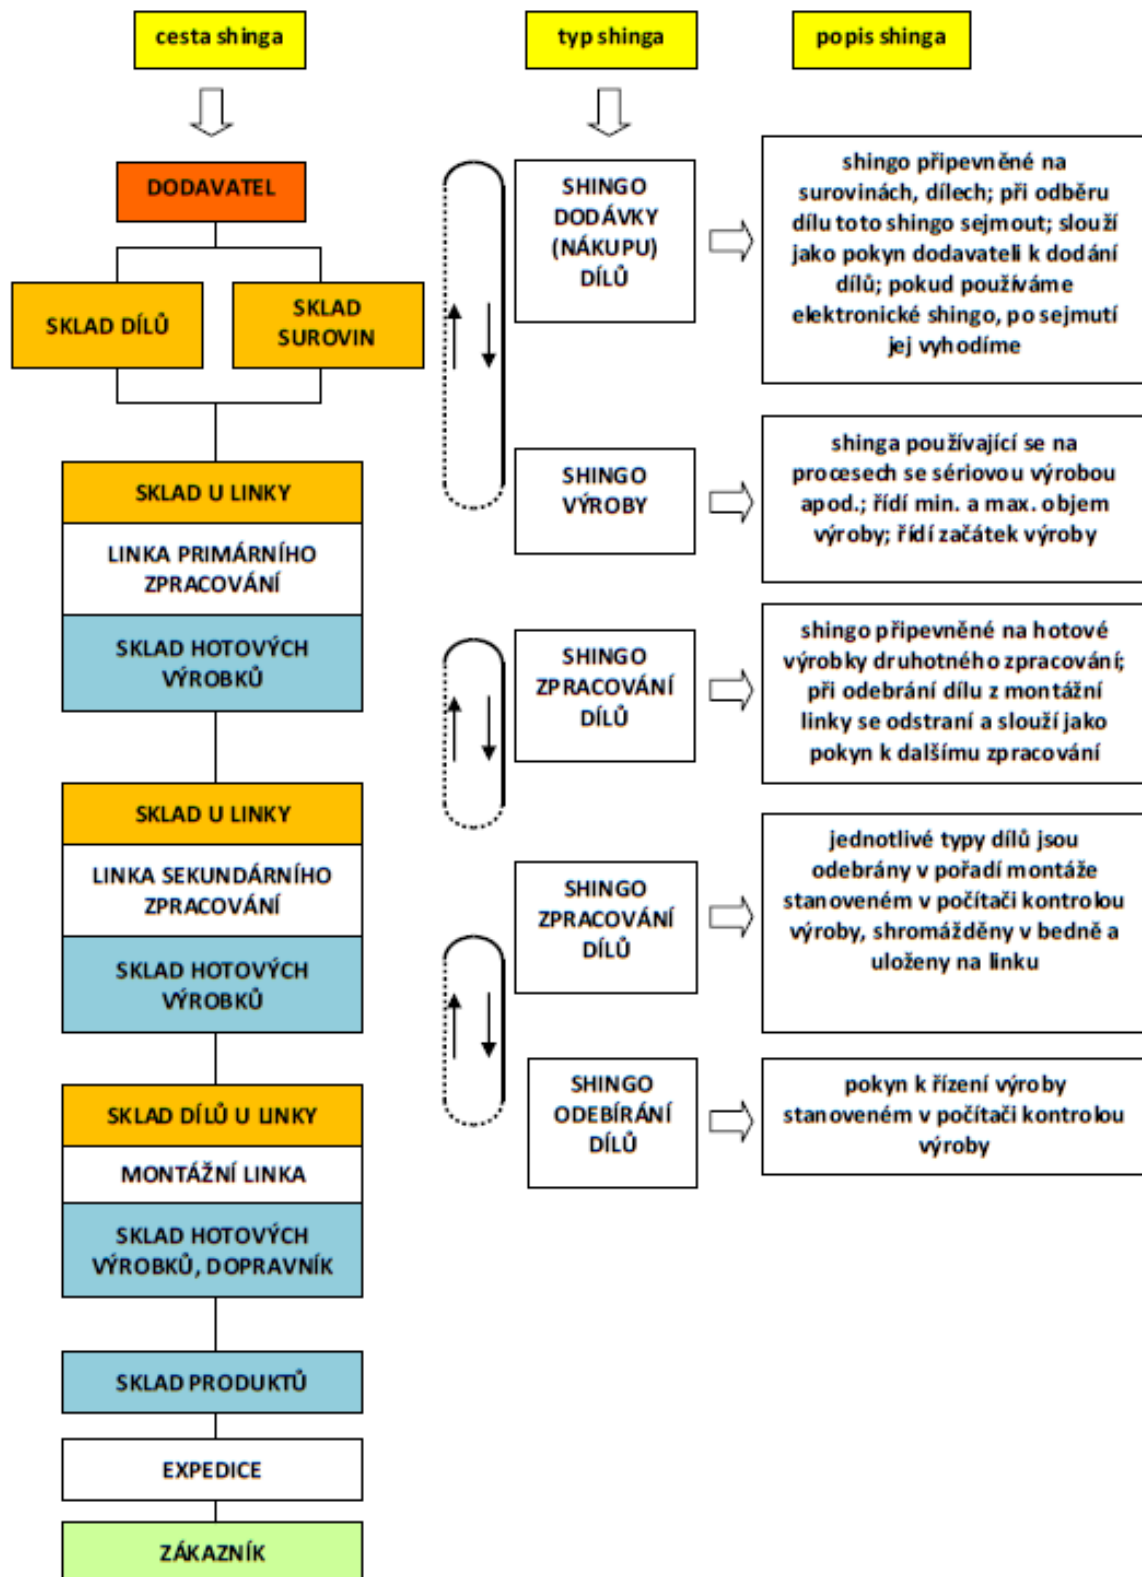 cesta shinga
typ shinga
popis shinga
DODAVATEL
SKLAD DÍLŮ
SKLAD
SUROVIN
SKLAD U LINKY
LINKA PRIMÁRNÍHO
ZPRACOVÁNÍ
SKLAD HOTOVÝCH
VÝROBKŮ
SKLAD U LINKY
LINKA SEKUNDÁRNÍHO
ZPRACOVÁNÍ
SKLAD HOTOVÝCH
VÝROBKŮ
SKLAD DÍLŮ U LINKY
MONTÁŽNÍ LINKA
SKLAD HOTOVÝCH
VÝROBKŮ, DOPRAVNÍK
SKLAD PRODUKTŮ
EXPEDICE
ZÁKAZNÍK
SHINGO
DODÁVKY
(NÁKUPU)
DÍLŮ
shingo připevněné na
surovinách, dílech; při odběru
dílu toto shingo sejmout; slouží
jako pokyn dodavateli k dodání
dílů; pokud používáme
elektronické shingo, po sejmutí
jej vyhodíme
SHINGO
VÝROBY
shinga používající se na
procesech se sériovou výrobou
apod.; řídí min. a max. objem
výroby; řídí začátek výroby
SHINGO
ZPRACOVÁNÍ
DÍLŮ
shingo připevněné na hotové
výrobky druhotného zpracování;
při odebrání dílu z montážní
linky se odstraní a slouží jako
pokyn k dalšímu zpracování
SHINGO
ZPRACOVÁNÍ
DÍLŮ
jednotlivé typy dílů jsou
odebrány v pořadí montáže
stanoveném v počítači kontrolou
výroby, shromážděny v bedně a
uloženy na linku
SHINGO
ODEBÍRÁNÍ
DÍLŮ
pokyn k řízení výroby
stanoveném v počítači kontrolou
výroby